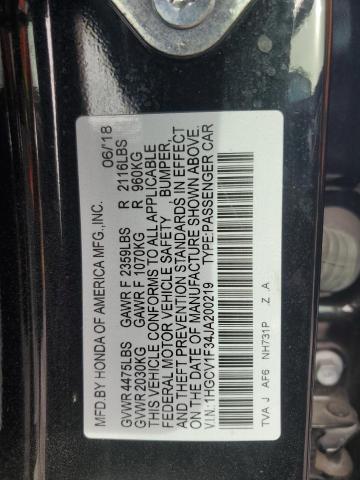 MFD.BY HONDA OF AMERICA MFG.,INC. 06/18
GVWR 4475LBS GAWR F 2359LBS R 2116LBS
GVWR 2030KG GAWR F 1070KG R 960KG
THIS VEHICLE CONFORMS TO ALL APPLICABLE
FEDERAL MOTOR VEHICLE SAFETY BUMPER,
AND THEFT PREVENTION STANDARDS IN EFFECT
ON THE DATE OF MANUFACTURE SHOWN ABOVE.
V.I.N.:1HGCV1F34JA200219 TYPE:PASSENGER CAR
TVA J AF6 NH731P Z .A